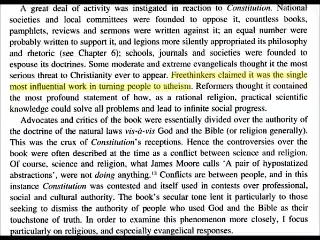 A great deal of activity was instigated in reaction to Constitution. National
societies and local committees were founded to oppose it, countless books,
pamphlets, reviews and sermons were written against it; an equal number were
probably written to support it, and legions more silently appropriated its philosophy
and rhetoric (see Chapter 6); schools, journals and societies were founded to
espouse its doctrines. Some moderate and extreme evangelicals thought it the most
serious threat to Christianity ever to appear. Freethinkers claimed it was the single
most influential work in turning people to atheism. Reformers thought it contained
the most profound statement of how, as a rational religion, practical scientific
knowledge could solve all problems and lead to infinite social progress.
Advocates and critics of the book were essentially divided over the authority of
the doctrine of the natural laws vis-à-vis God and the Bible (or religion generally).
This was the crux of Constitution's receptions. Hence the controversies over the
book were often described at the time as a conflict between science and religion.
Of course, science and religion, what James Moore calls 'A pair of hypostatized
abstractions', were not doing anything.¹³ Conflicts are between people, and in this
instance Constitution was contested and itself used in contests over professional,
social and cultural authority. The book's secular tone lent it particularly to those
seeking to dismiss the authority of people who used God and the Bible as their
touchstone of truth. In order to examine this phenomenon more closely, I focus
particularly on religious, and especially evangelical responses.